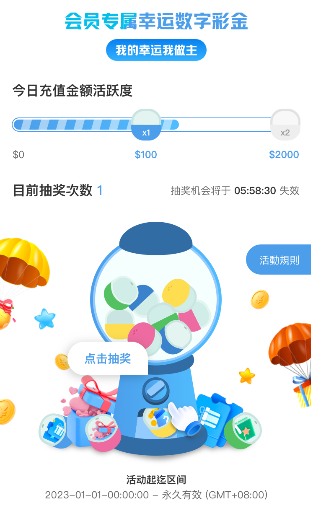 会员专属幸运数字彩金
我的幸运我做主
今日充值金额活跃度
x1
x2
$0
$100
$2000
目前抽奖次数 1
抽奖机会将于 05:58:30 失效
活動規則
点击抽奖
活动起迄区间
2023-01-01-00:00:00 - 永久有效 (GMT+08:00)